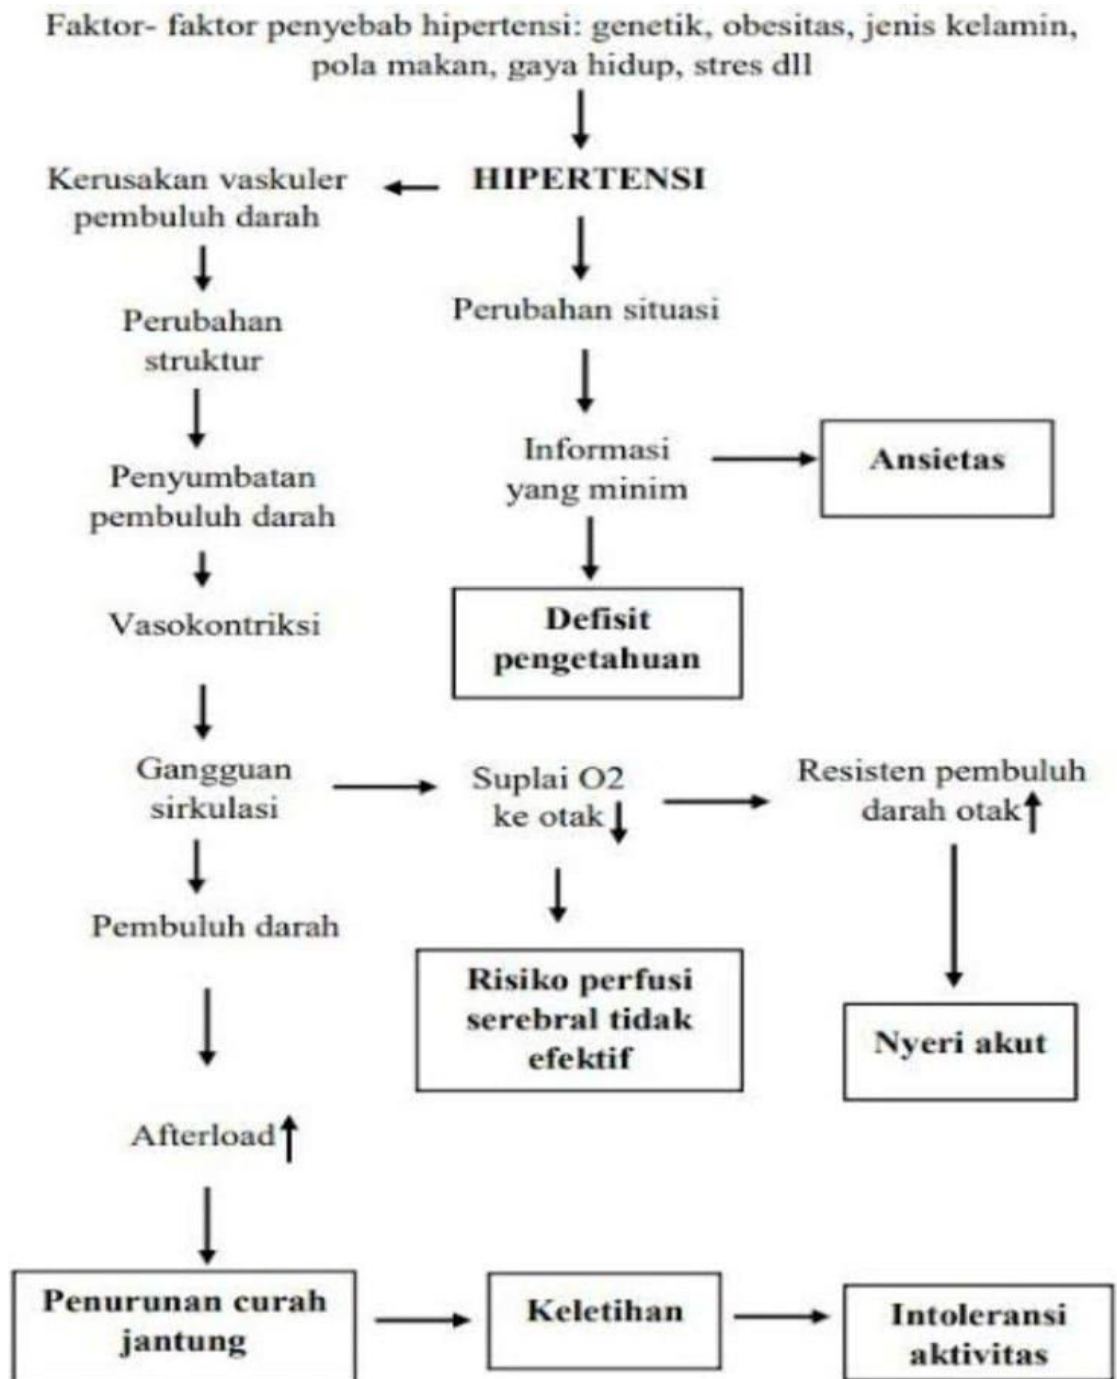 Faktor- faktor penyebab hipertensi: genetik, obesitas, jenis kelamin,
pola makan, gaya hidup, stres dll
Kerusakan vaskuler
pembuluh darah
HIPERTENSI
Perubahan
struktur
Perubahan situasi
Penyumbatan
pembuluh darah
Informasi
yang minim
Ansietas
Vasokontriksi
Defisit
pengetahuan
Gangguan
sirkulasi
Suplai O2
ke otak↓
Resisten pembuluh
darah otak↑
Pembuluh darah
Risiko perfusi
serebral tidak
efektif
Nyeri akut
Afterload↑
Penurunan curah
jantung
Keletihan
Intoleransi
aktivitas